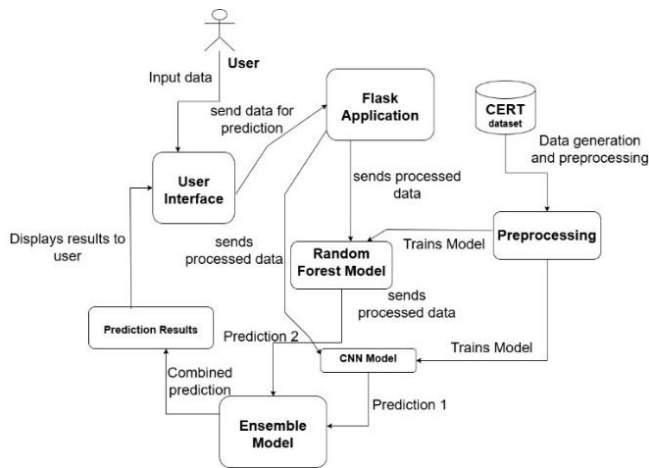 User
Input data
send data for
prediction
Flask
Application
CERT
dataset
Data generation
and preprocessing
User
Interface
sends processed
data
Displays results to
user
sends
processed data
Random
Forest Model
Trains Model
Preprocessing
sends
processed data
Prediction Results
Prediction 2
CNN Model
Trains Model
Combined
prediction
Prediction 1
Ensemble
Model